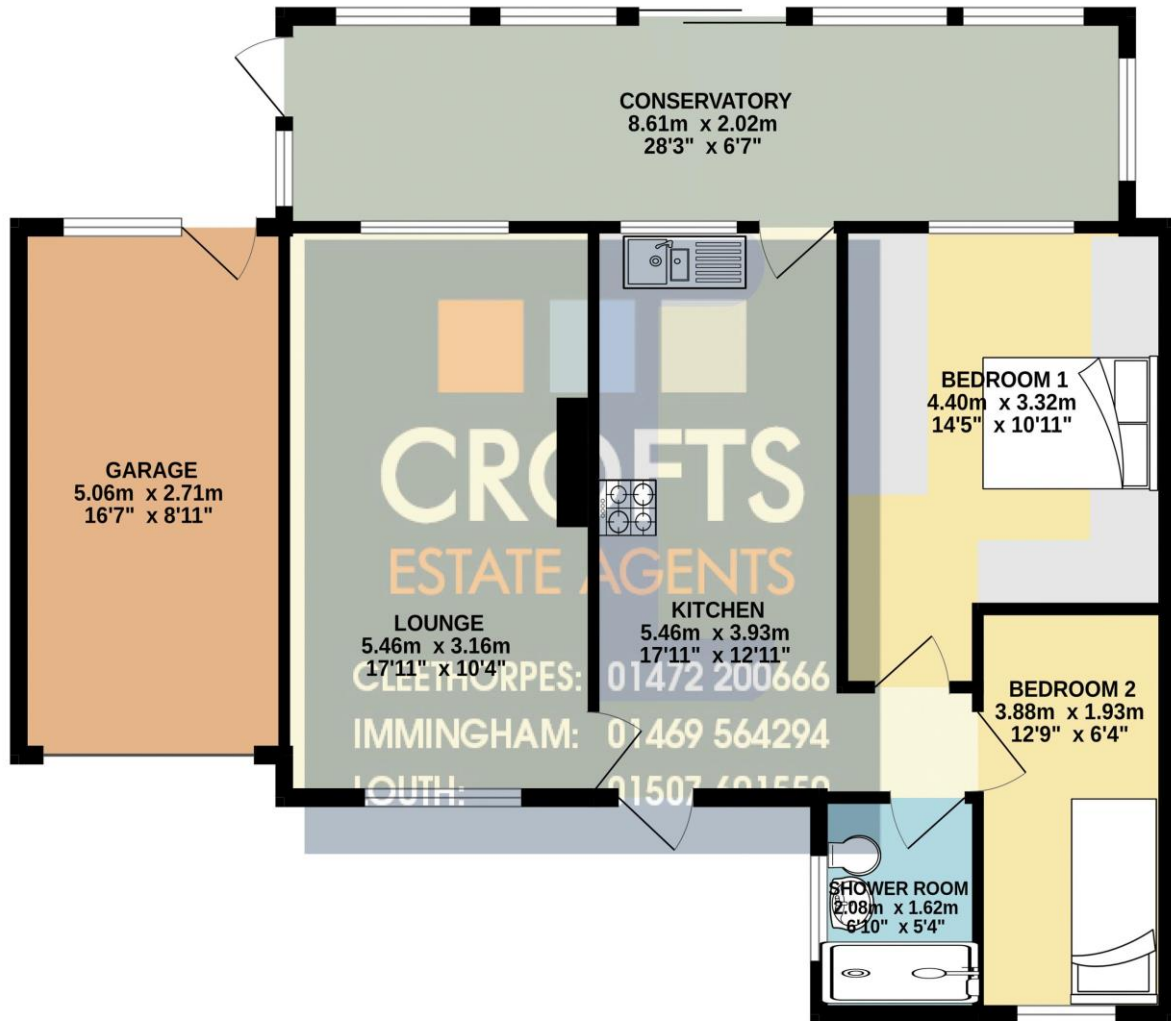 CONSERVATORY
8.61m x 2.02m
28'3" x 6'7"
GARAGE
5.06m x 2.71m
16'7" x 8'11"
CROFTS
ESTATE AGENTS
LOUNGE
5.46m x 3.16m
17'11" x 10'4"
KITCHEN
5.46m x 3.93m
17'11" x 12'11"
BEDROOM 1
4.40m x 3.32m
14'5" x 10'11"
BEDROOM 2
3.88m x 1.93m
12'9" x 6'4"
CLEETHORPES: 01472 200666
IMMINGHAM: 01469 564294
LOUTH: 01507
SHOWER ROOM
2.08m x 1.62m
6'10" x 5'4"